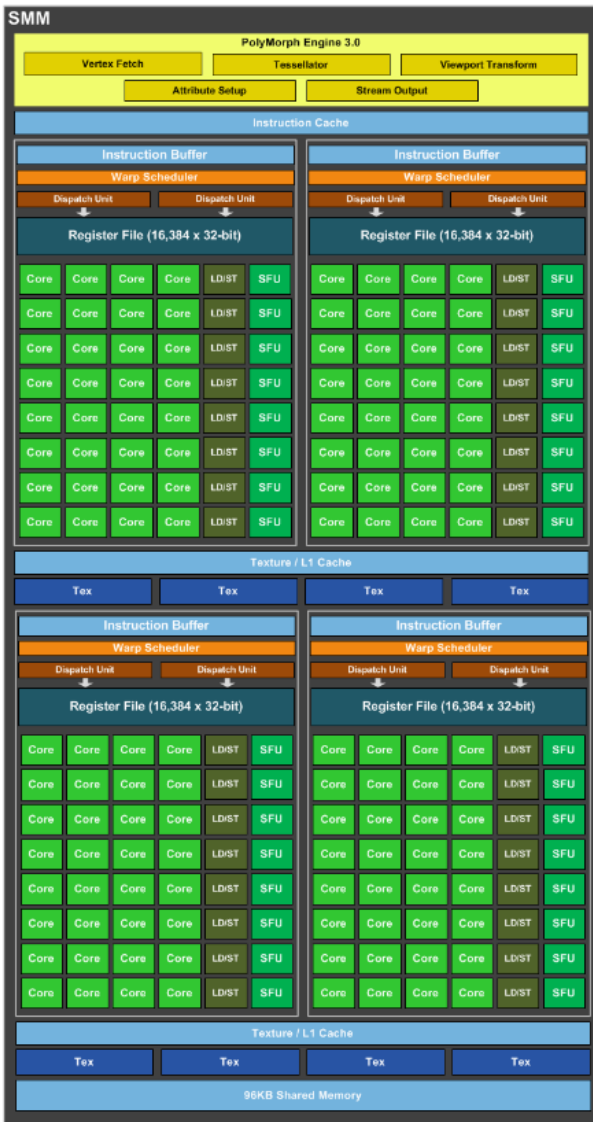 SMM
PolyMorph Engine 3.0
Vertex Fetch Tessellator Viewport Transform
Attribute Setup Stream Output
Instruction Cache
Instruction Buffer Instruction Buffer
Warp Scheduler Warp Scheduler
Dispatch Unit Dispatch Unit Dispatch Unit Dispatch Unit
Register File (16,384 x 32-bit) Register File (16,384 x 32-bit)
Core Core Core Core LD/ST SFU Core Core Core Core LD/ST SFU
Core Core Core Core LD/ST SFU Core Core Core Core LD/ST SFU
Core Core Core Core LD/ST SFU Core Core Core Core LD/ST SFU
Core Core Core Core LD/ST SFU Core Core Core Core LD/ST SFU
Core Core Core Core LD/ST SFU Core Core Core Core LD/ST SFU
Core Core Core Core LD/ST SFU Core Core Core Core LD/ST SFU
Core Core Core Core LD/ST SFU Core Core Core Core LD/ST SFU
Core Core Core Core LD/ST SFU Core Core Core Core LD/ST SFU
Texture / L1 Cache
Tex Tex Tex Tex
Instruction Buffer Instruction Buffer
Warp Scheduler Warp Scheduler
Dispatch Unit Dispatch Unit Dispatch Unit Dispatch Unit
Register File (16,384 x 32-bit) Register File (16,384 x 32-bit)
Core Core Core Core LD/ST SFU Core Core Core Core LD/ST SFU
Core Core Core Core LD/ST SFU Core Core Core Core LD/ST SFU
Core Core Core Core LD/ST SFU Core Core Core Core LD/ST SFU
Core Core Core Core LD/ST SFU Core Core Core Core LD/ST SFU
Core Core Core Core LD/ST SFU Core Core Core Core LD/ST SFU
Core Core Core Core LD/ST SFU Core Core Core Core LD/ST SFU
Core Core Core Core LD/ST SFU Core Core Core Core LD/ST SFU
Core Core Core Core LD/ST SFU Core Core Core Core LD/ST SFU
Texture / L1 Cache
Tex Tex Tex Tex
96KB Shared Memory